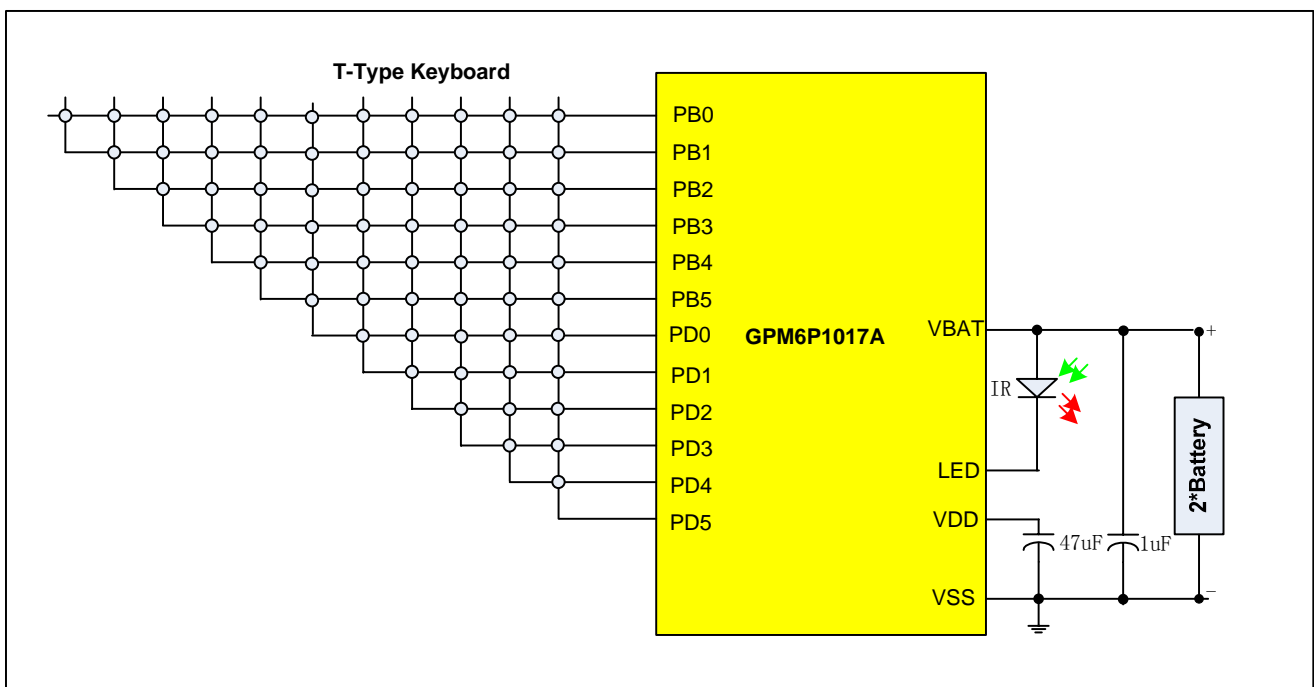 T-Type Keyboard
PB0
PB1
PB2
PB3
PB4
PB5
PD0
PD1
PD2
PD3
PD4
PD5
GPM6P1017A
VBAT
LED
VDD
VSS
IR
+
2*Battery
47uF
1uF
-